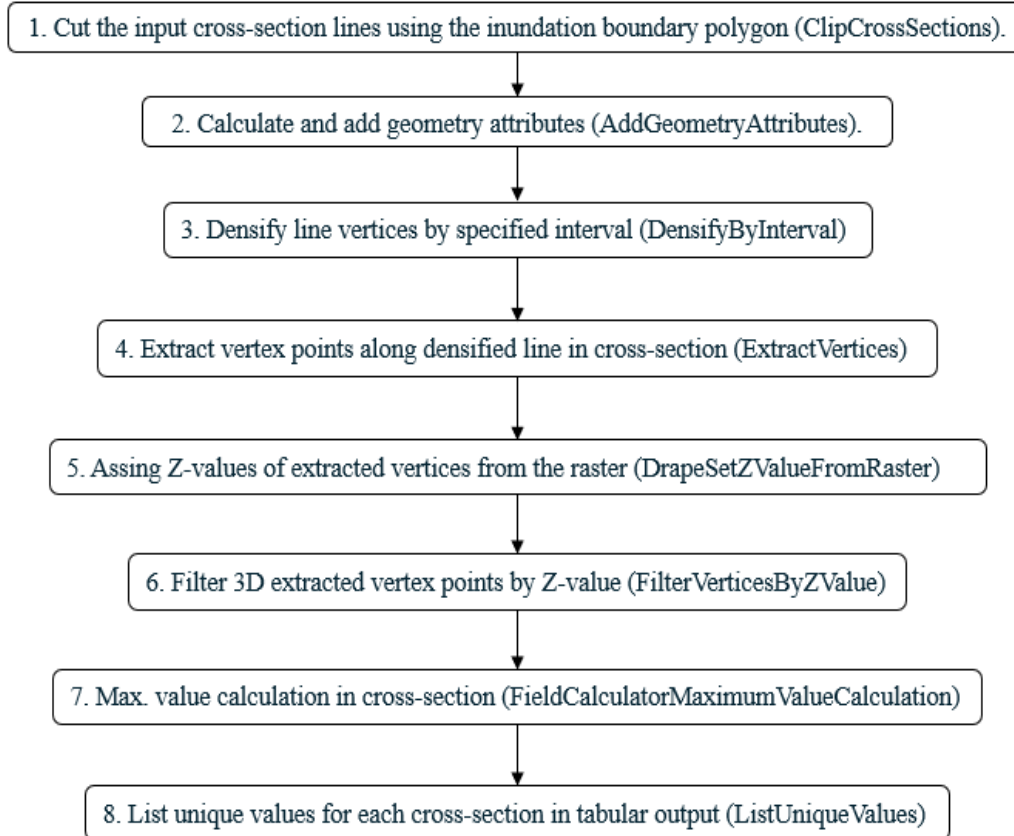 1. Cut the input cross-section lines using the inundation boundary polygon (ClipCrossSections).
2. Calculate and add geometry attributes (AddGeometryAttributes).
3. Densify line vertices by specified interval (DensifyByInterval)
4. Extract vertex points along densified line in cross-section (ExtractVertices)
5. Assing Z-values of extracted vertices from the raster (DrapeSetZValueFromRaster)
6. Filter 3D extracted vertex points by Z-value (FilterVerticesByZValue)
7. Max. value calculation in cross-section (FieldCalculatorMaximumValueCalculation)
8. List unique values for each cross-section in tabular output (ListUniqueValues)